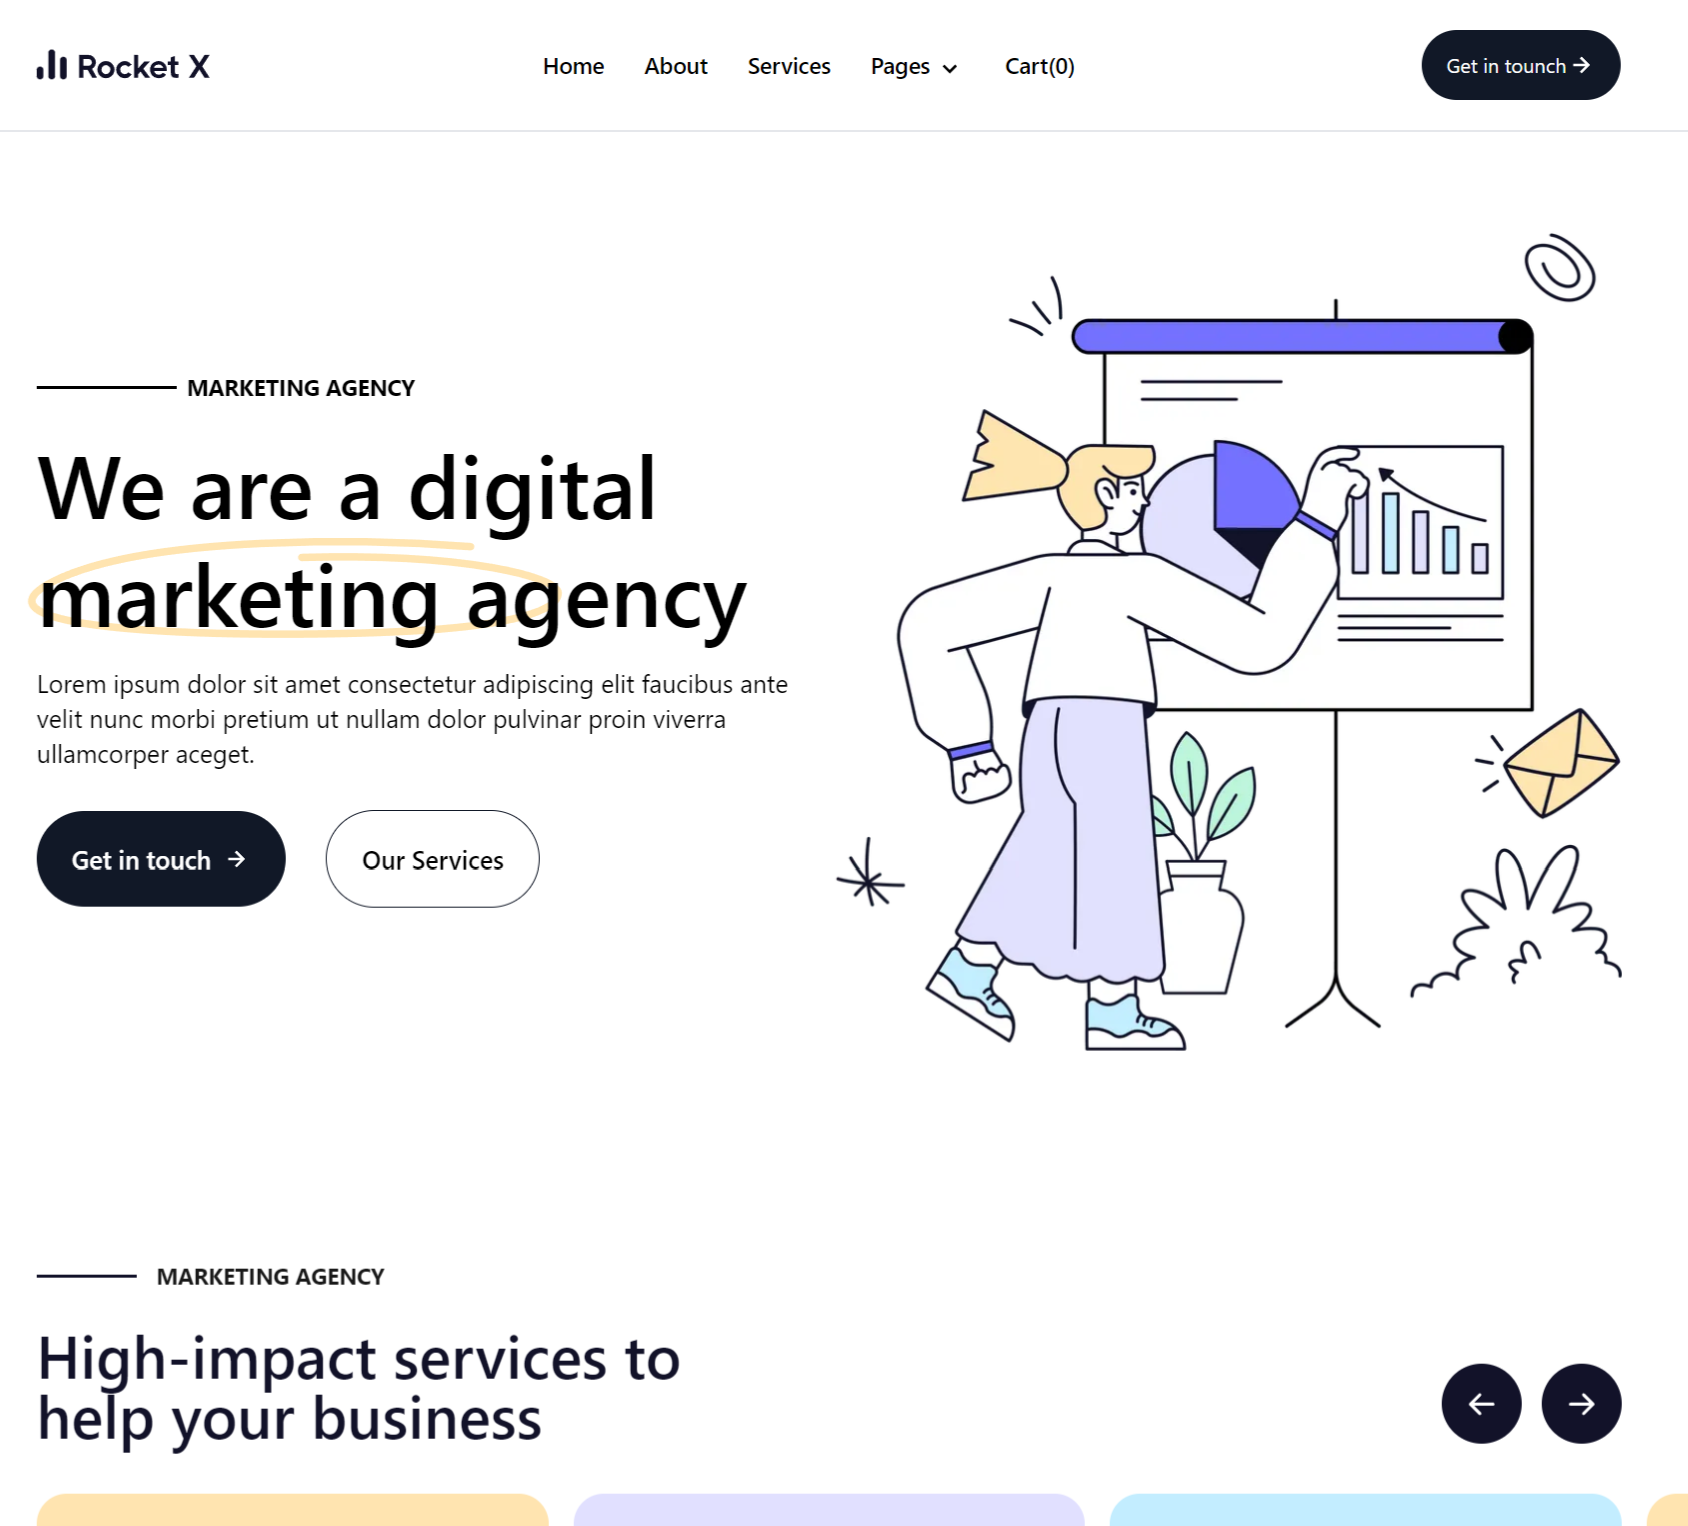 Rocket X
Home About Services Pages Cart(0)
Get in tounch
MARKETING AGENCY
We are a digital
marketing agency
Lorem ipsum dolor sit amet consectetur adipiscing elit faucibus ante
velit nunc morbi pretium ut nullam dolor pulvinar proin viverra
ullamcorper aceget.
Get in touch
Our Services
MARKETING AGENCY
High-impact services to
help your business